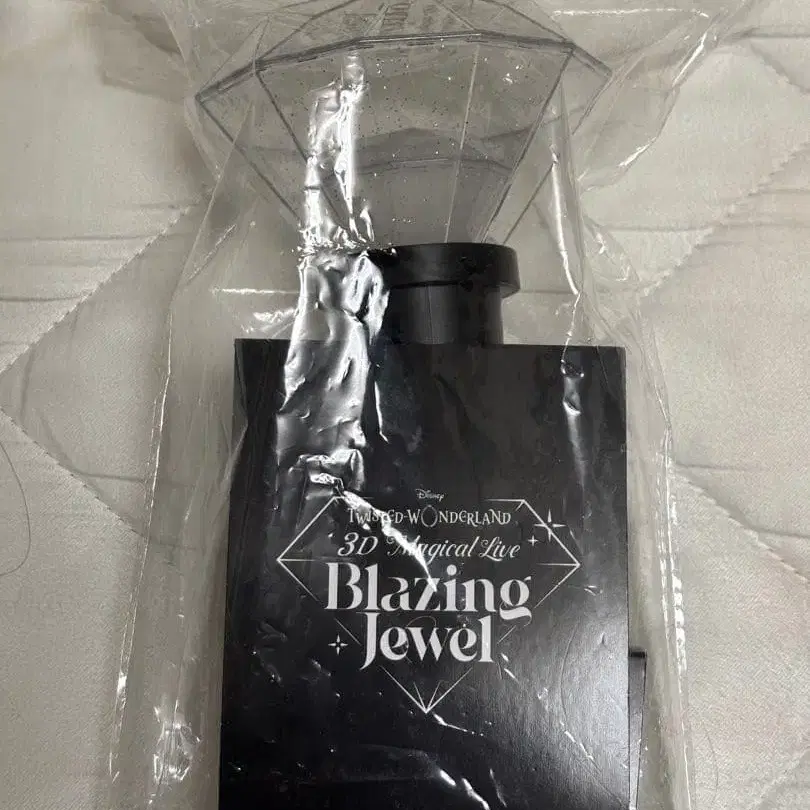 Disney
TWISTED-WONDERLAND
3D Magical Live
Blazing
Jewel